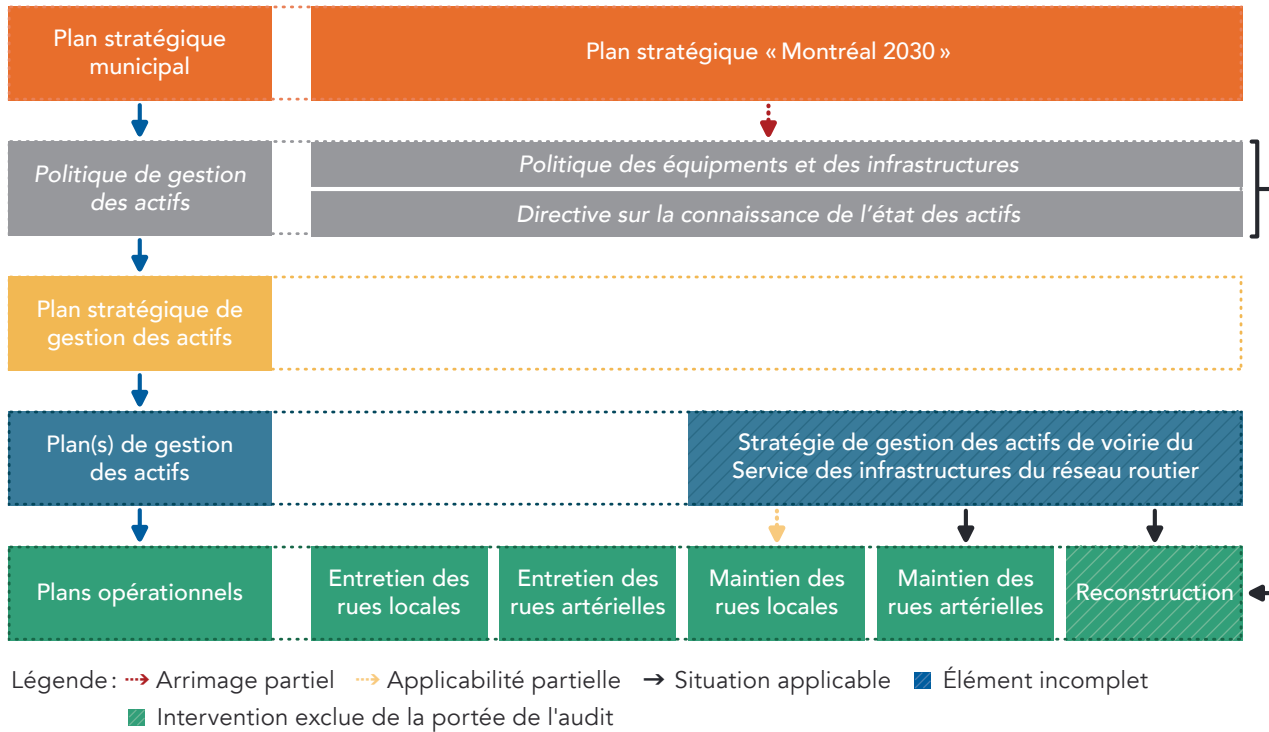 Plan stratégique
municipal
Plan stratégique « Montréal 2030 »
Politique de gestion
des actifs
Politique des équipments et des infrastructures
Directive sur la connaissance de l'état des actifs
Plan stratégique de
gestion des actifs
Plan(s) de gestion
des actifs
Stratégie de gestion des actifs de voirie du
Service des infrastructures du réseau routier
Plans opérationnels
Entretien des
rues locales
Entretien des
rues artérielles
Maintien des
rues locales
Maintien des
rues artérielles
Reconstruction
Légende : Arrimage partiel Applicabilité partielle Situation applicable Élément incomplet
Intervention exclue de la portée de l'audit